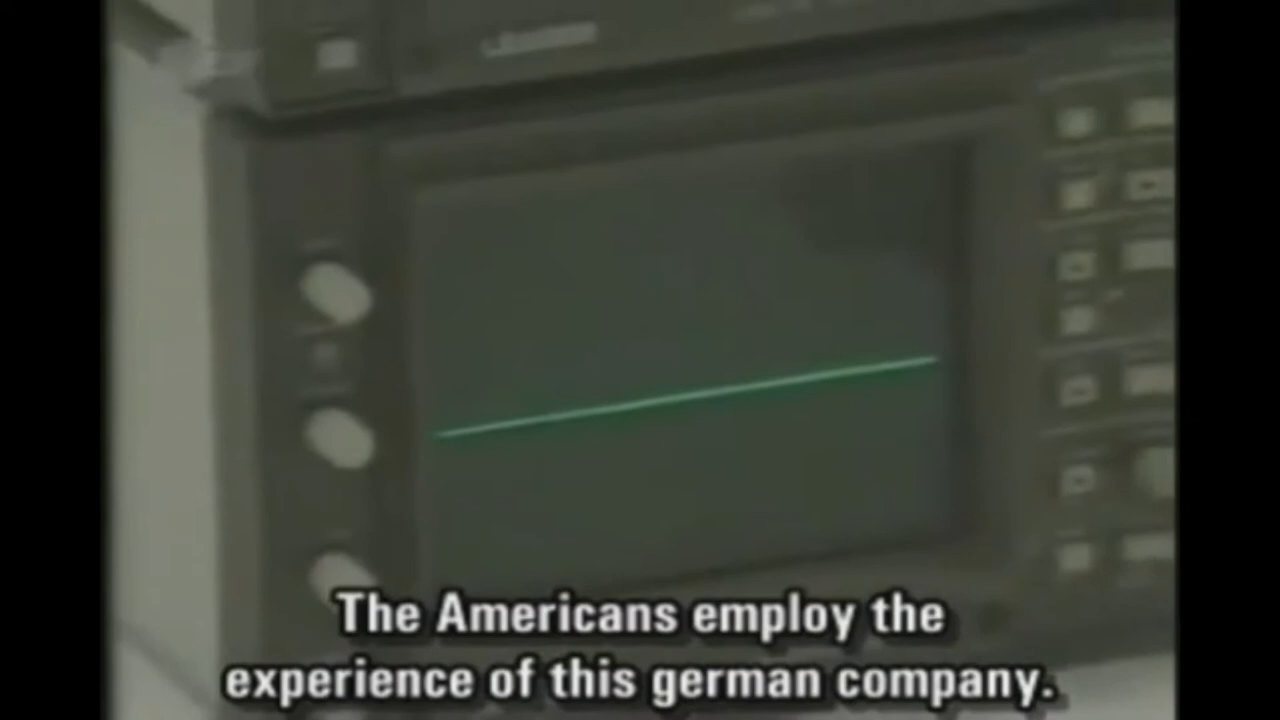 The Americans employ the
experience of this german company.